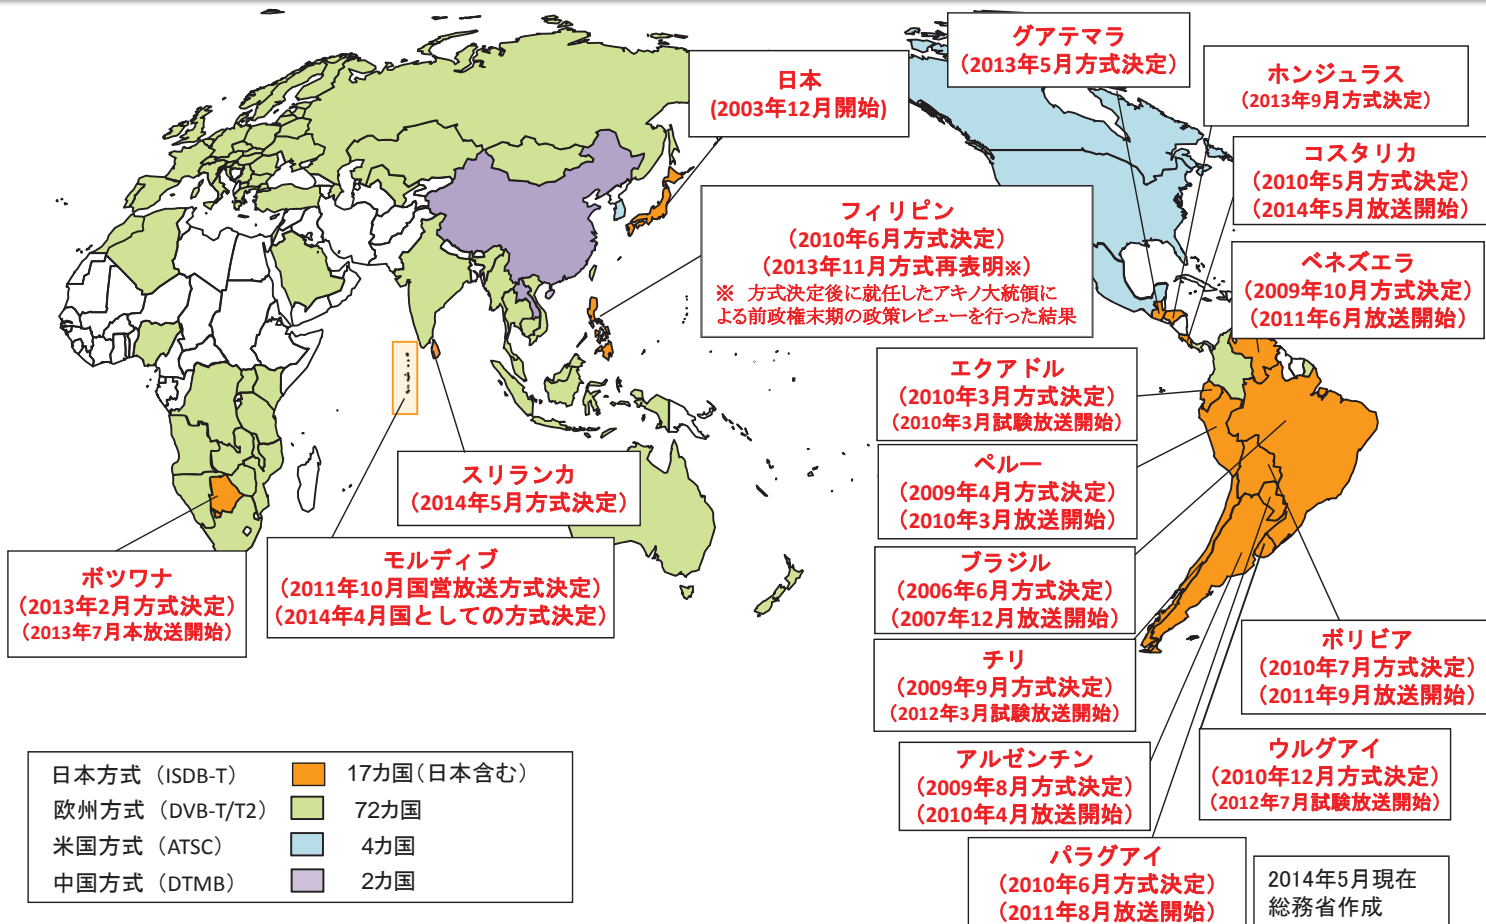 グアテマラ
(2013年5月方式決定)
日本
(2003年12月開始)
ホンジュラス
(2013年9月方式決定)
コスタリカ
(2010年5月方式決定)
(2014年5月放送開始)
フィリピン
(2010年6月方式決定)
(2013年11月方式再表明※)
※ 方式決定後に就任したアキノ大統領に
よる前政権末期の政策レビューを行った結果
ベネズエラ
(2009年10月方式決定)
(2011年6月放送開始)
エクアドル
(2010年3月方式決定)
(2010年3月試験放送開始)
スリランカ
(2014年5月方式決定)
ペルー
(2009年4月方式決定)
(2010年3月放送開始)
モルディブ
(2011年10月国営放送方式決定)
(2014年4月国としての方式決定)
ボツワナ
(2013年2月方式決定)
(2013年7月本放送開始)
ブラジル
(2006年6月方式決定)
(2007年12月放送開始)
チリ
(2009年9月方式決定)
(2012年3月試験放送開始)
ボリビア
(2010年7月方式決定)
(2011年9月放送開始)
アルゼンチン
(2009年8月方式決定)
(2010年4月放送開始)
ウルグアイ
(2010年12月方式決定)
(2012年7月試験放送開始)
パラグアイ
(2010年6月方式決定)
(2011年8月放送開始)
日本方式 (ISDB-T) 17カ国(日本含む)
欧州方式 (DVB-T/T2) 72カ国
米国方式 (ATSC) 4カ国
中国方式 (DTMB) 2カ国
2014年5月現在
総務省作成